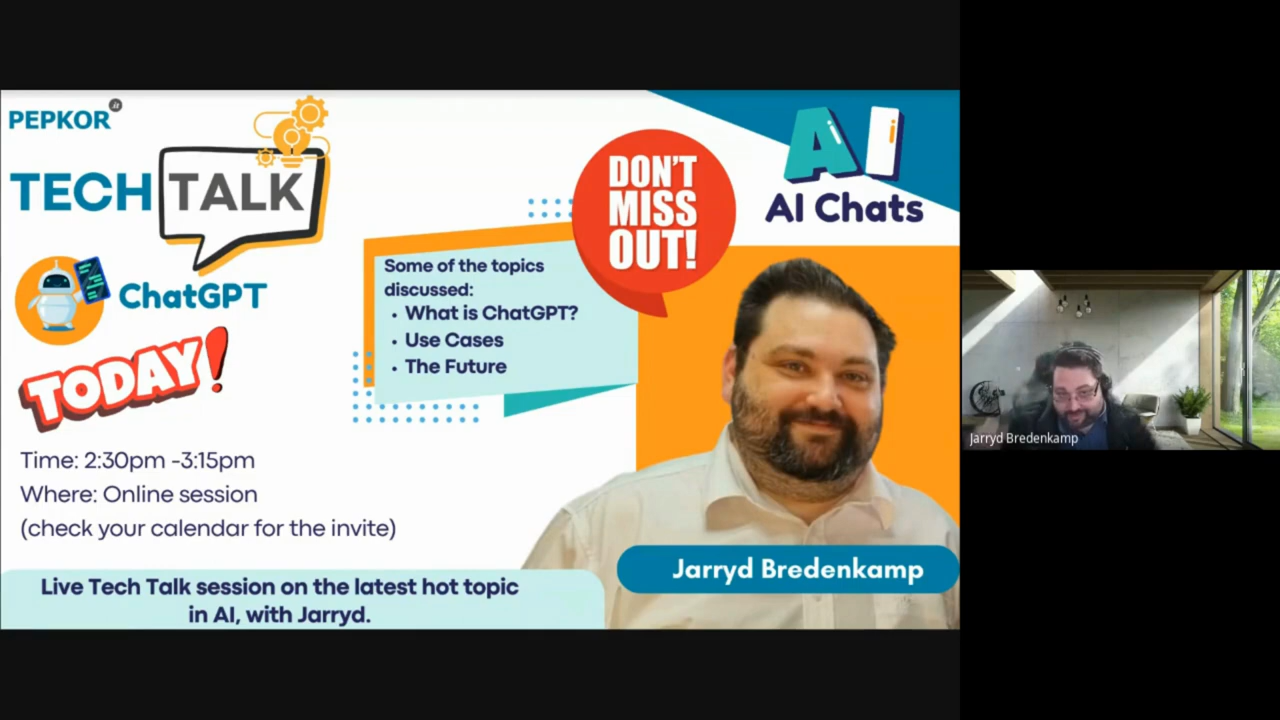 PEPKOR it
TECH TALK
ChatGPT
TODAY!
Time: 2:30pm -3:15pm
Where: Online session
(check your calendar for the invite)
Live Tech Talk session on the latest hot topic
in AI, with Jarryd.
Some of the topics
discussed:
• What is ChatGPT?
• Use Cases
• The Future
DON'T
MISS
OUT!
AI
AI Chats
Jarryd Bredenkamp
Jarryd Bredenkamp